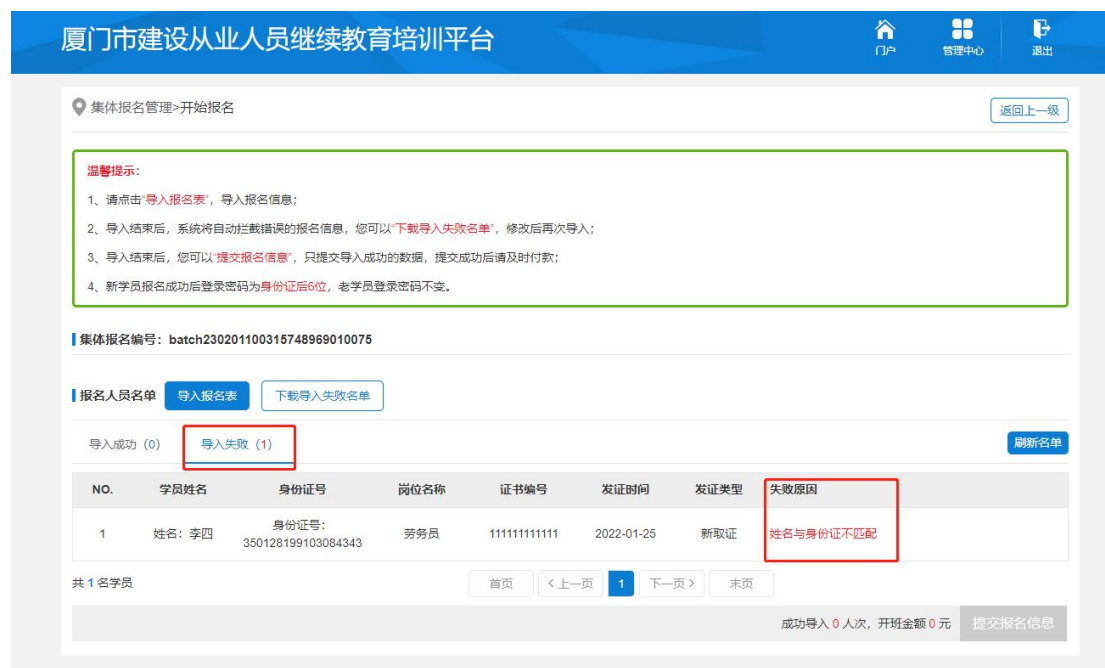 厦门市建设从业人员继续教育培训平台
门户 管理中心 退出
集体报名管理>开始报名 返回上一级
温馨提示：
1、请点击“导入报名表”，导入报名信息；
2、导入结束后，系统将自动拦截错误的报名信息，您可以“下载导入失败名单”，修改后再次导入；
3、导入结束后，您可以“提交报名信息”，只提交导入成功的数据，提交成功后请及时付款；
4、新学员报名成功后登录密码为身份证后6位，老学员登录密码不变。
集体报名编号：batch230201100315748969010075
报名人员名单 导入报名表 下载导入失败名单
导入成功（0） 导入失败（1） 刷新名单
NO. 学员姓名 身份证号 岗位名称 证书编号 发证时间 发证类型 失败原因
1 姓名：李四 身份证号：350128199103084343 劳务员 111111111111 2022-01-25 新取证 姓名与身份证不匹配
共 1 名学员 首页 <上一页 1 下一页> 末页
成功导入 0 人次，开班金额 0 元 提交报名信息